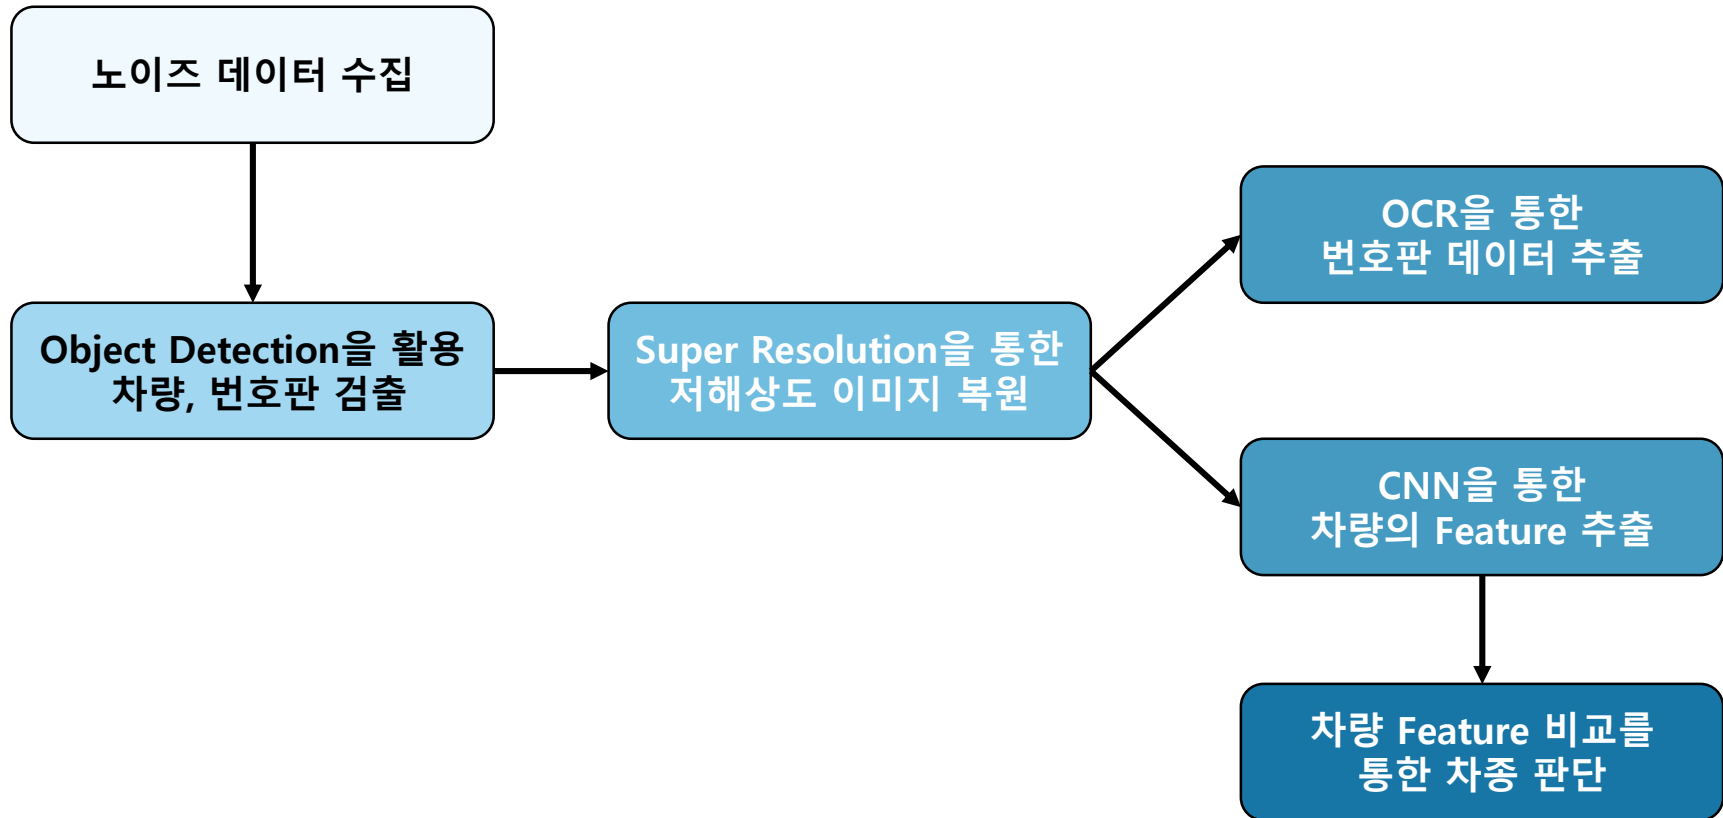 노이즈 데이터 수집
Object Detection을 활용
차량, 번호판 검출
Super Resolution을 통한
저해상도 이미지 복원
OCR을 통한
번호판 데이터 추출
CNN을 통한
차량의 Feature 추출
차량 Feature 비교를
통한 차종 판단